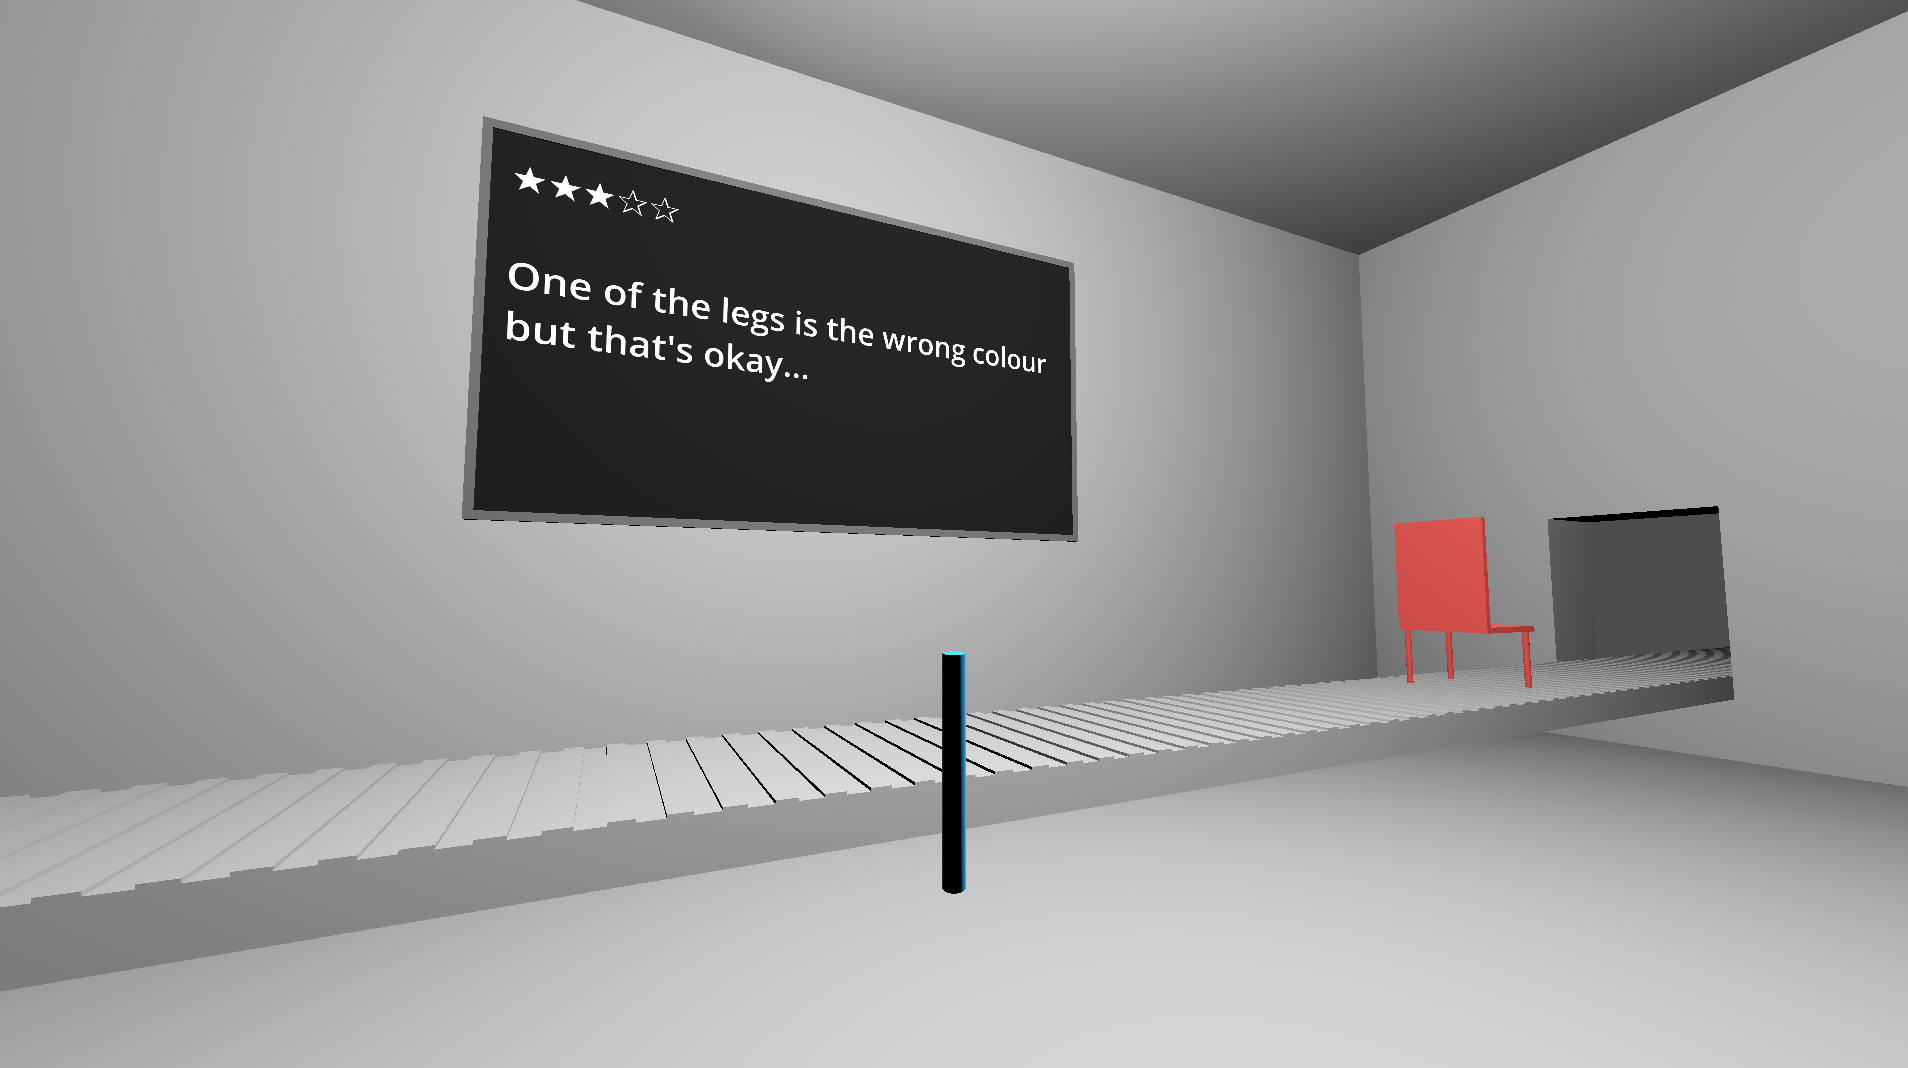 ★★★☆☆
One of the legs is the wrong colour
but that's okay...